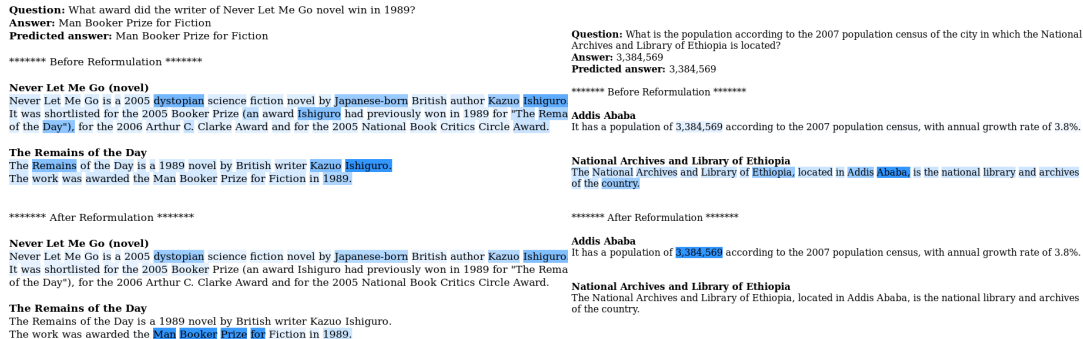 Question: What award did the writer of Never Let Me Go novel win in 1989?
Answer: Man Booker Prize for Fiction
Predicted answer: Man Booker Prize for Fiction
******* Before Reformulation *******
Never Let Me Go (novel)
Never Let Me Go is a 2005 dystopian science fiction novel by Japanese-born British author Kazuo Ishiguro.
It was shortlisted for the 2005 Booker Prize (an award Ishiguro had previously won in 1989 for "The Rema
of the Day"), for the 2006 Arthur C. Clarke Award and for the 2005 National Book Critics Circle Award.
The Remains of the Day
The Remains of the Day is a 1989 novel by British writer Kazuo Ishiguro.
The work was awarded the Man Booker Prize for Fiction in 1989.
******* After Reformulation *******
Never Let Me Go (novel)
Never Let Me Go is a 2005 dystopian science fiction novel by Japanese-born British author Kazuo Ishiguro
It was shortlisted for the 2005 Booker Prize (an award Ishiguro had previously won in 1989 for "The Rema
of the Day"), for the 2006 Arthur C. Clarke Award and for the 2005 National Book Critics Circle Award.
The Remains of the Day
The Remains of the Day is a 1989 novel by British writer Kazuo Ishiguro.
The work was awarded the Man Booker Prize for Fiction in 1989.
Question: What is the population according to the 2007 population census of the city in which the National
Archives and Library of Ethiopia is located?
Answer: 3,384,569
Predicted answer: 3,384,569
******* Before Reformulation *******
Addis Ababa
It has a population of 3,384,569 according to the 2007 population census, with annual growth rate of 3.8%.
National Archives and Library of Ethiopia
The National Archives and Library of Ethiopia, located in Addis Ababa, is the national library and archives
of the country.
******* After Reformulation *******
Addis Ababa
It has a population of 3,384,569 according to the 2007 population census, with annual growth rate of 3.8%.
National Archives and Library of Ethiopia
The National Archives and Library of Ethiopia, located in Addis Ababa, is the national library and archives
of the country.